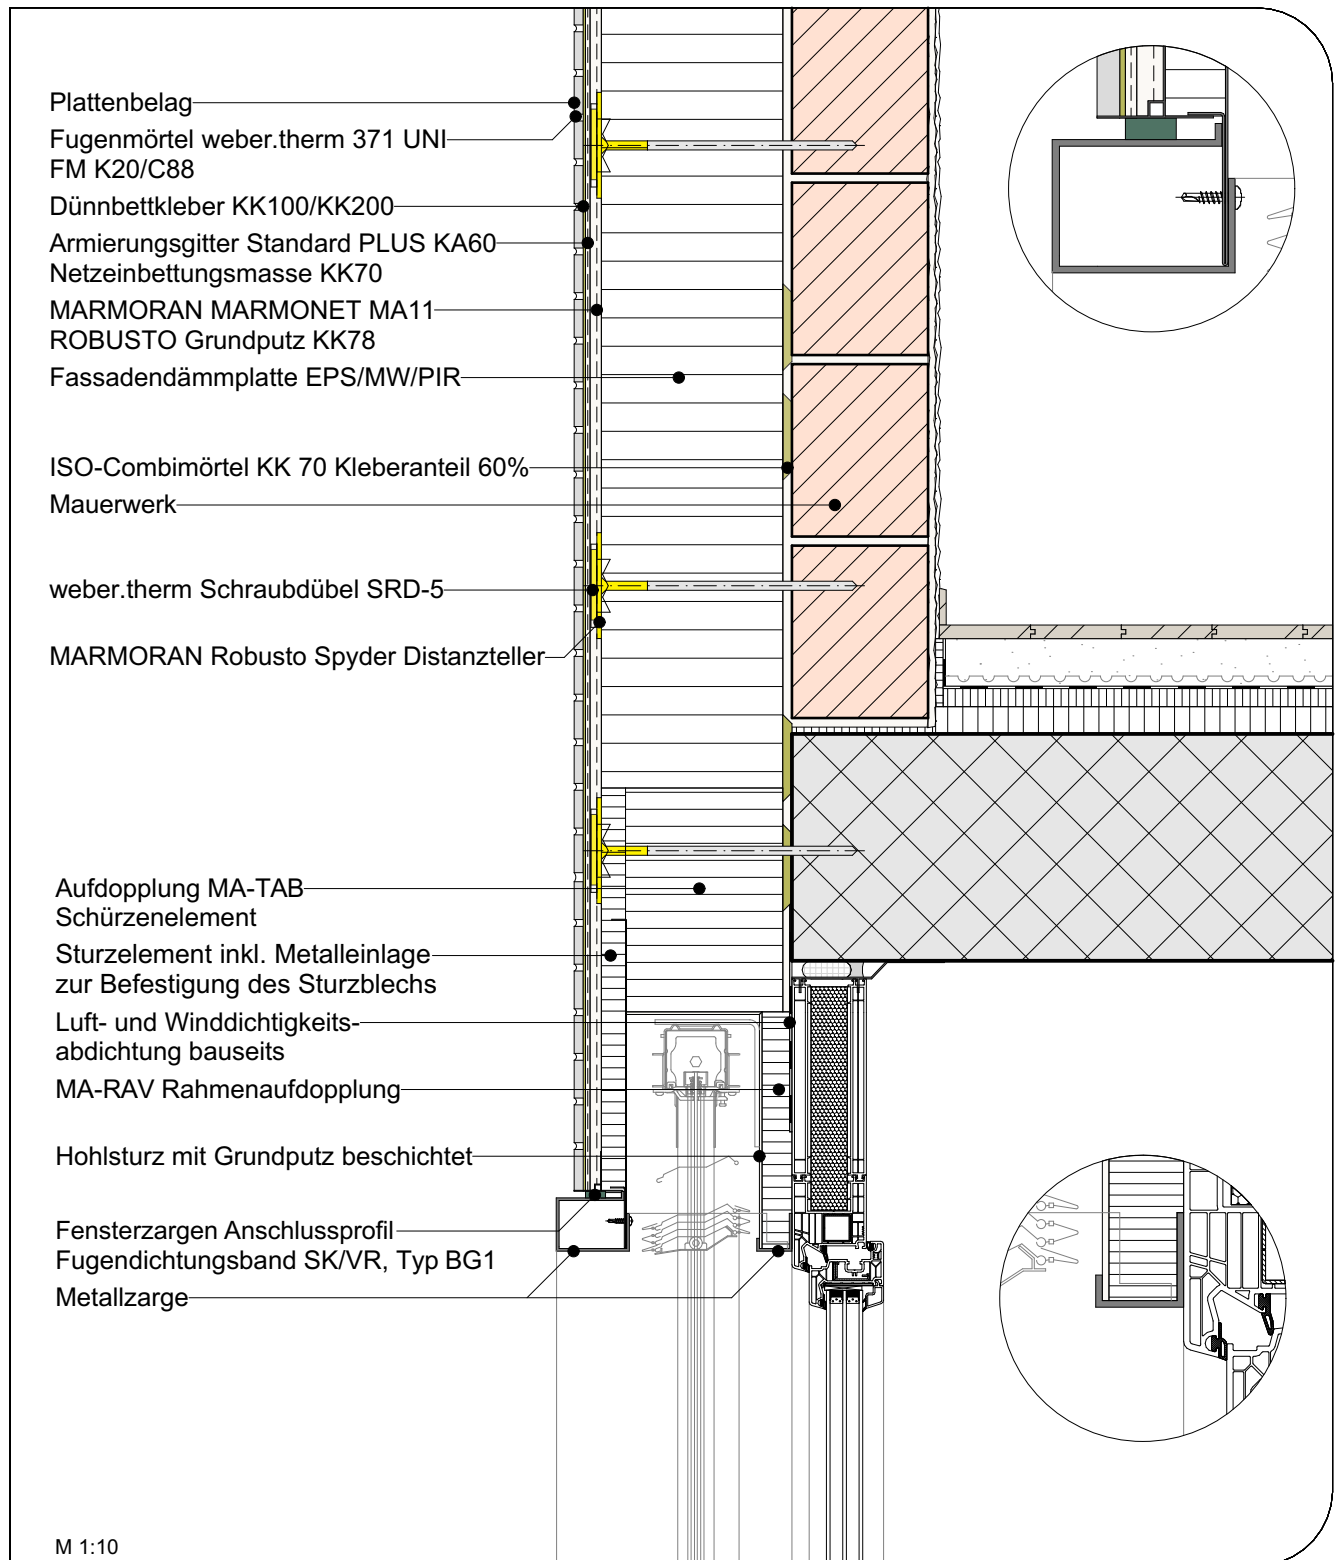 Plattenbelag
Fugenmörtel weber.therm 371 UNI
FM K20/C88
Dünnbettkleber KK100/KK200
Armierungsgitter Standard PLUS KA60
Netzeinbettungsmasse KK70
MARMORAN MARMONET MA11
ROBUSTO Grundputz KK78
Fassadendämmplatte EPS/MW/PIR
ISO-Combimörtel KK 70 Kleberanteil 60%
Mauerwerk
weber.therm Schraubdübel SRD-5
MARMORAN Robusto Spyder Distanzteller
Aufdopplung MA-TAB
Schürzenelement
Sturzelement inkl. Metalleinlage
zur Befestigung des Sturzblechs
Luft- und Winddichtigkeits-
abdichtung bauseits
MA-RAV Rahmenaufdopplung
Hohlsturz mit Grundputz beschichtet
Fensterzargen Anschlussprofil
Fugendichtungsband SK/VR, Typ BG1
Metallzarge
M 1:10